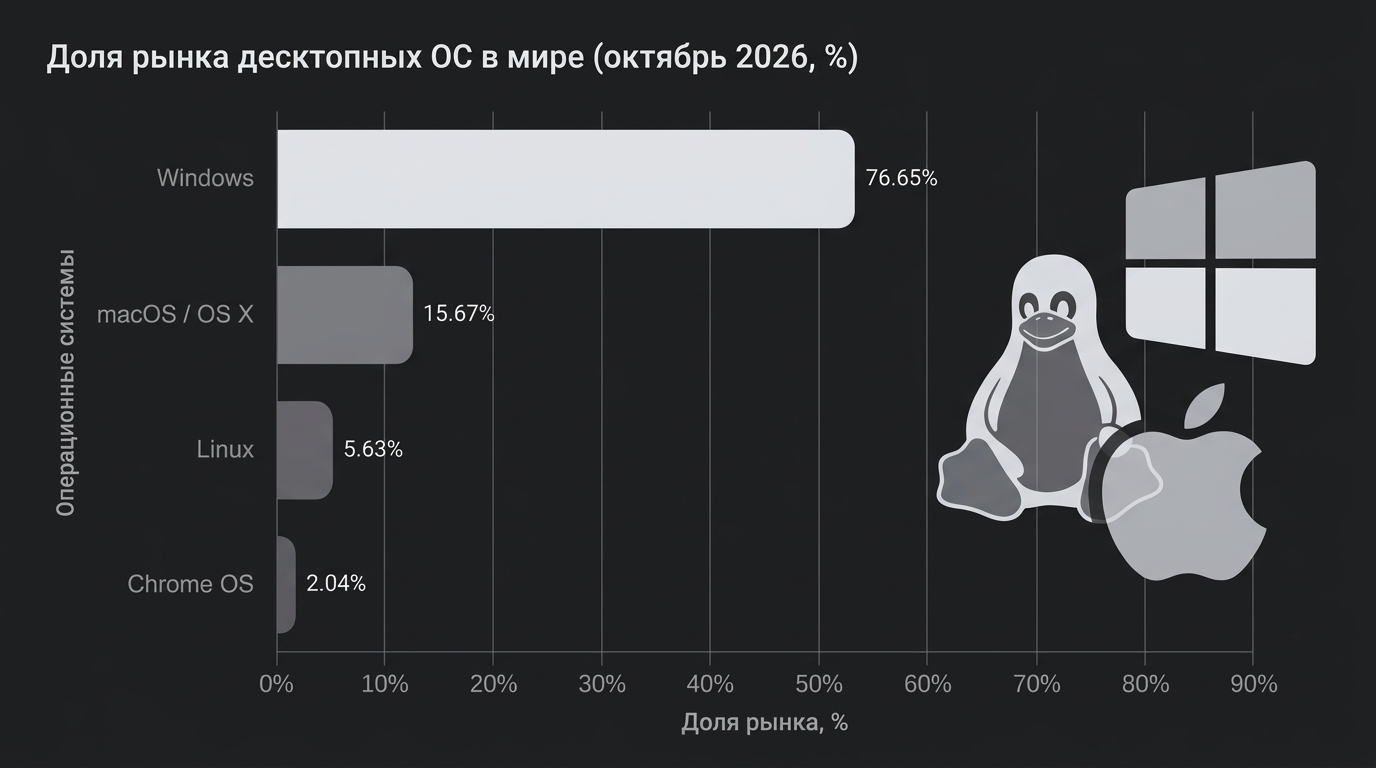 Доля рынка десктопных ОС в мире (октябрь 2026, %)
Операционные системы
Windows
76.65%
macOS / OS X
15.67%
Linux
5.63%
Chrome OS
2.04%
0% 10% 20% 30% 40% 50% 60% 70% 80% 90%
Доля рынка, %